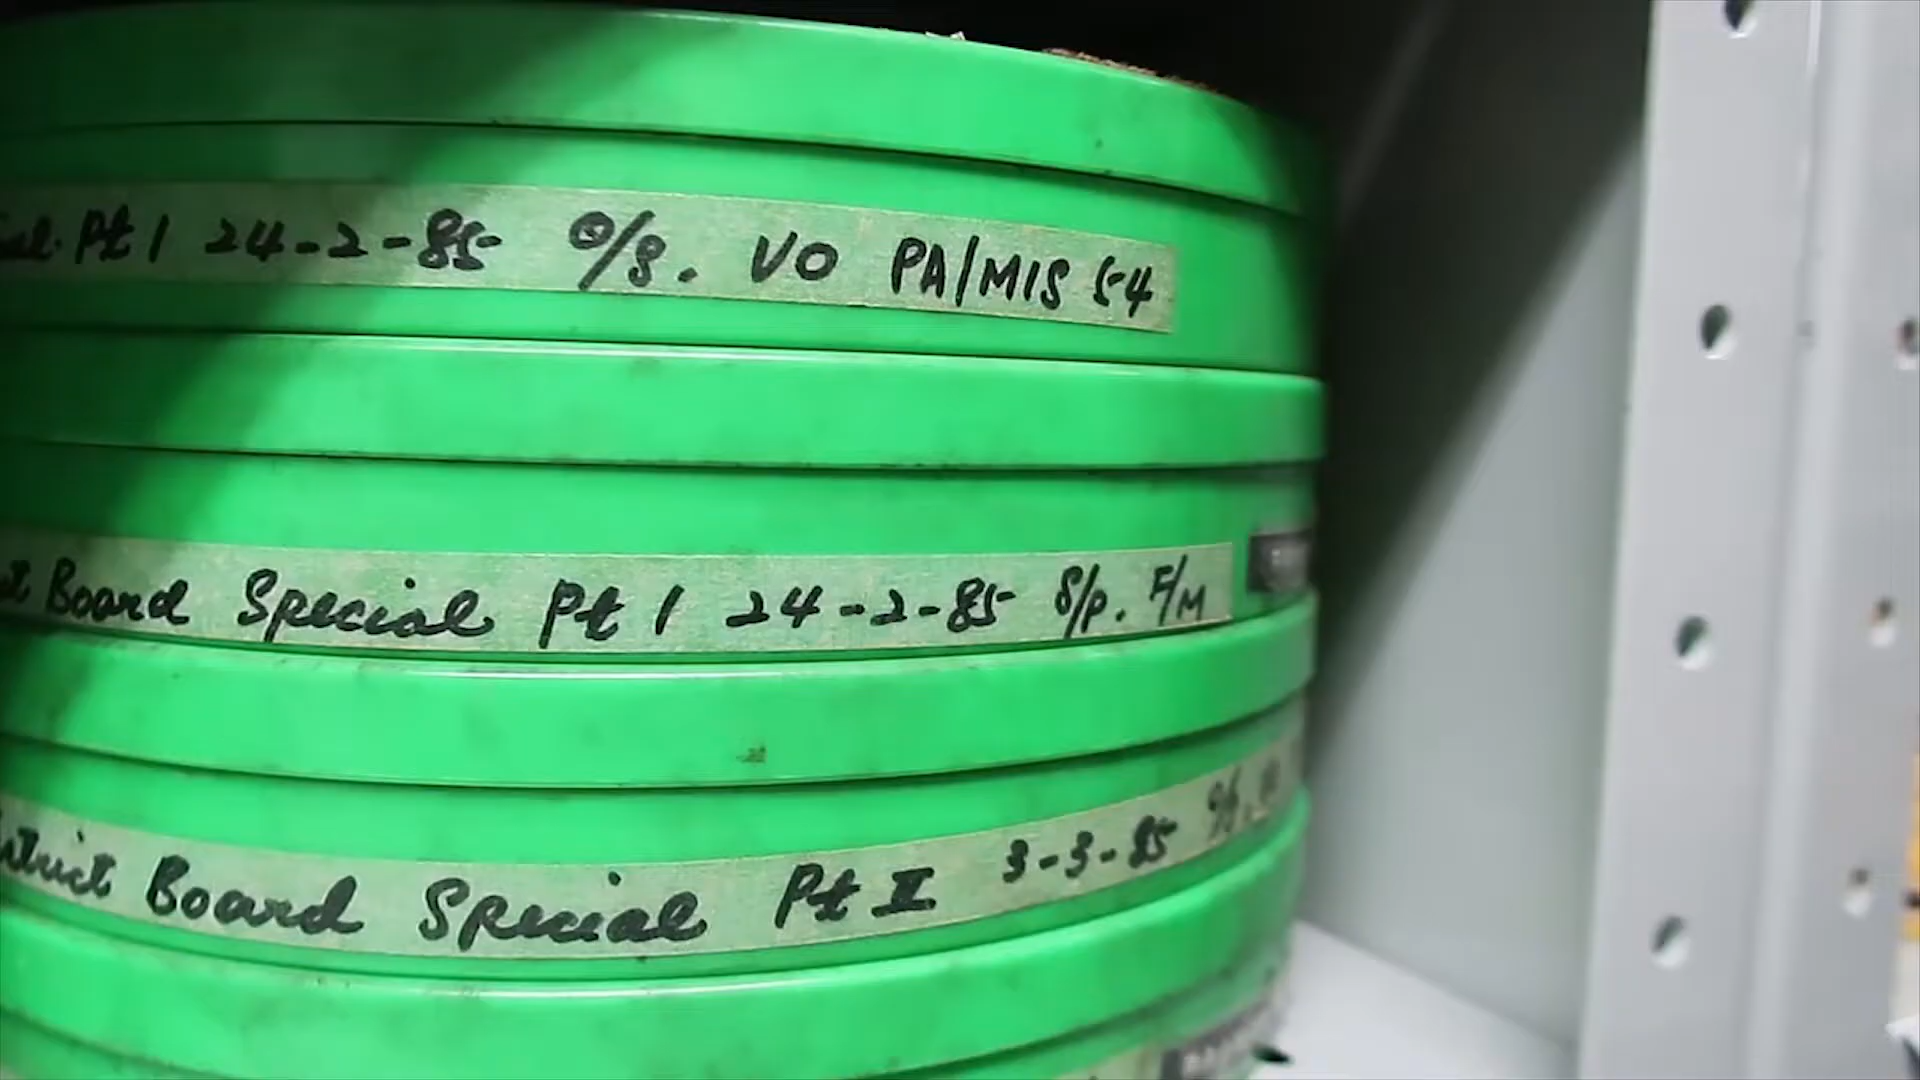 Pt 1 24-2-85 O/S. VO PA/MIS 54
Board Special Pt 1 24-2-85 S/P. F/M
Board Special Pt II 3-3-85